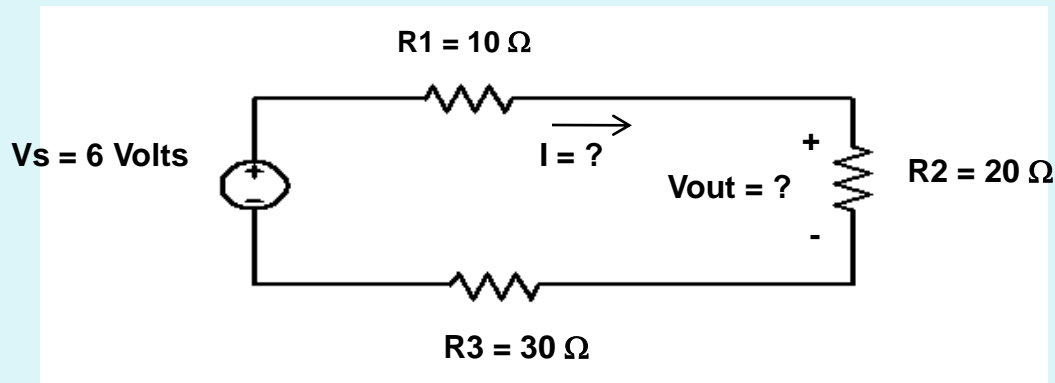 R1 = 10 Ω
Vs = 6 Volts
+
−
I = ?
Vout = ?
+
-
R2 = 20 Ω
R3 = 30 Ω